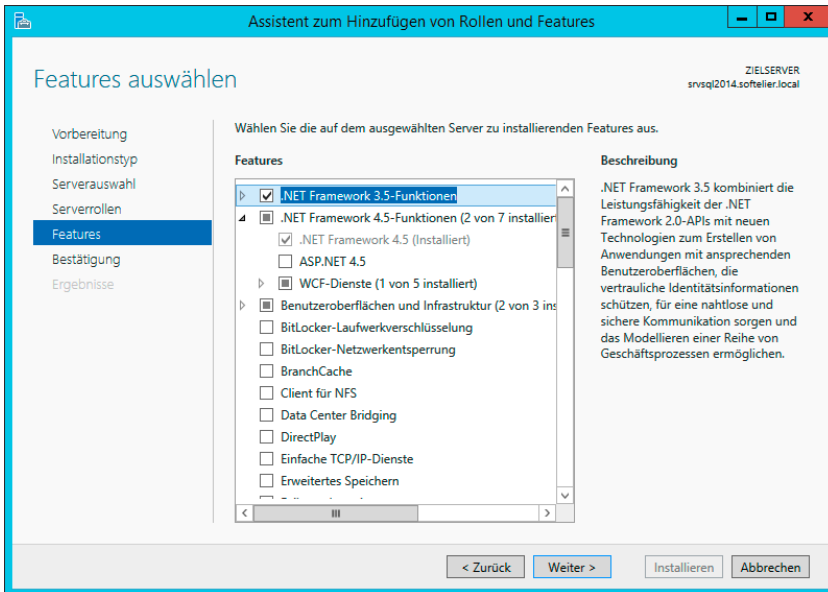 Assistent zum Hinzufügen von Rollen und Features
Features auswählen
ZIELSERVER
srvsql2014.softelier.local
Vorbereitung
Installationstyp
Serverauswahl
Serverrollen
Features
Bestätigung
Ergebnisse
Wählen Sie die auf dem ausgewählten Server zu installierenden Features aus.
Features
.NET Framework 3.5-Funktionen
.NET Framework 4.5-Funktionen (2 von 7 installiert
.NET Framework 4.5 (Installiert)
ASP.NET 4.5
WCF-Dienste (1 von 5 installiert)
Benutzeroberflächen und Infrastruktur (2 von 3 ins
BitLocker-Laufwerkverschlüsselung
BitLocker-Netzwerkentsperrung
BranchCache
Client für NFS
Data Center Bridging
DirectPlay
Einfache TCP/IP-Dienste
Erweitertes Speichern
Beschreibung
.NET Framework 3.5 kombiniert die
Leistungsfähigkeit der .NET
Framework 2.0-APIs mit neuen
Technologien zum Erstellen von
Anwendungen mit ansprechenden
Benutzeroberflächen, die
vertrauliche Identitätsinformationen
schützen, für eine nahtlose und
sichere Kommunikation sorgen und
das Modellieren einer Reihe von
Geschäftsprozessen ermöglichen.
< Zurück
Weiter >
Installieren
Abbrechen